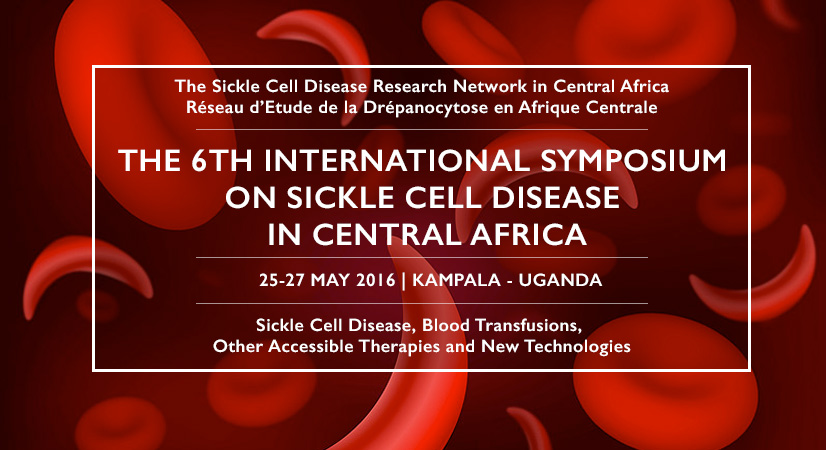 The Sickle Cell Disease Research Network in Central Africa
Réseau d'Etude de la Drépanocytose en Afrique Centrale
THE 6TH INTERNATIONAL SYMPOSIUM
ON SICKLE CELL DISEASE
IN CENTRAL AFRICA
25-27 MAY 2016 | KAMPALA - UGANDA
Sickle Cell Disease, Blood Transfusions,
Other Accessible Therapies and New Technologies